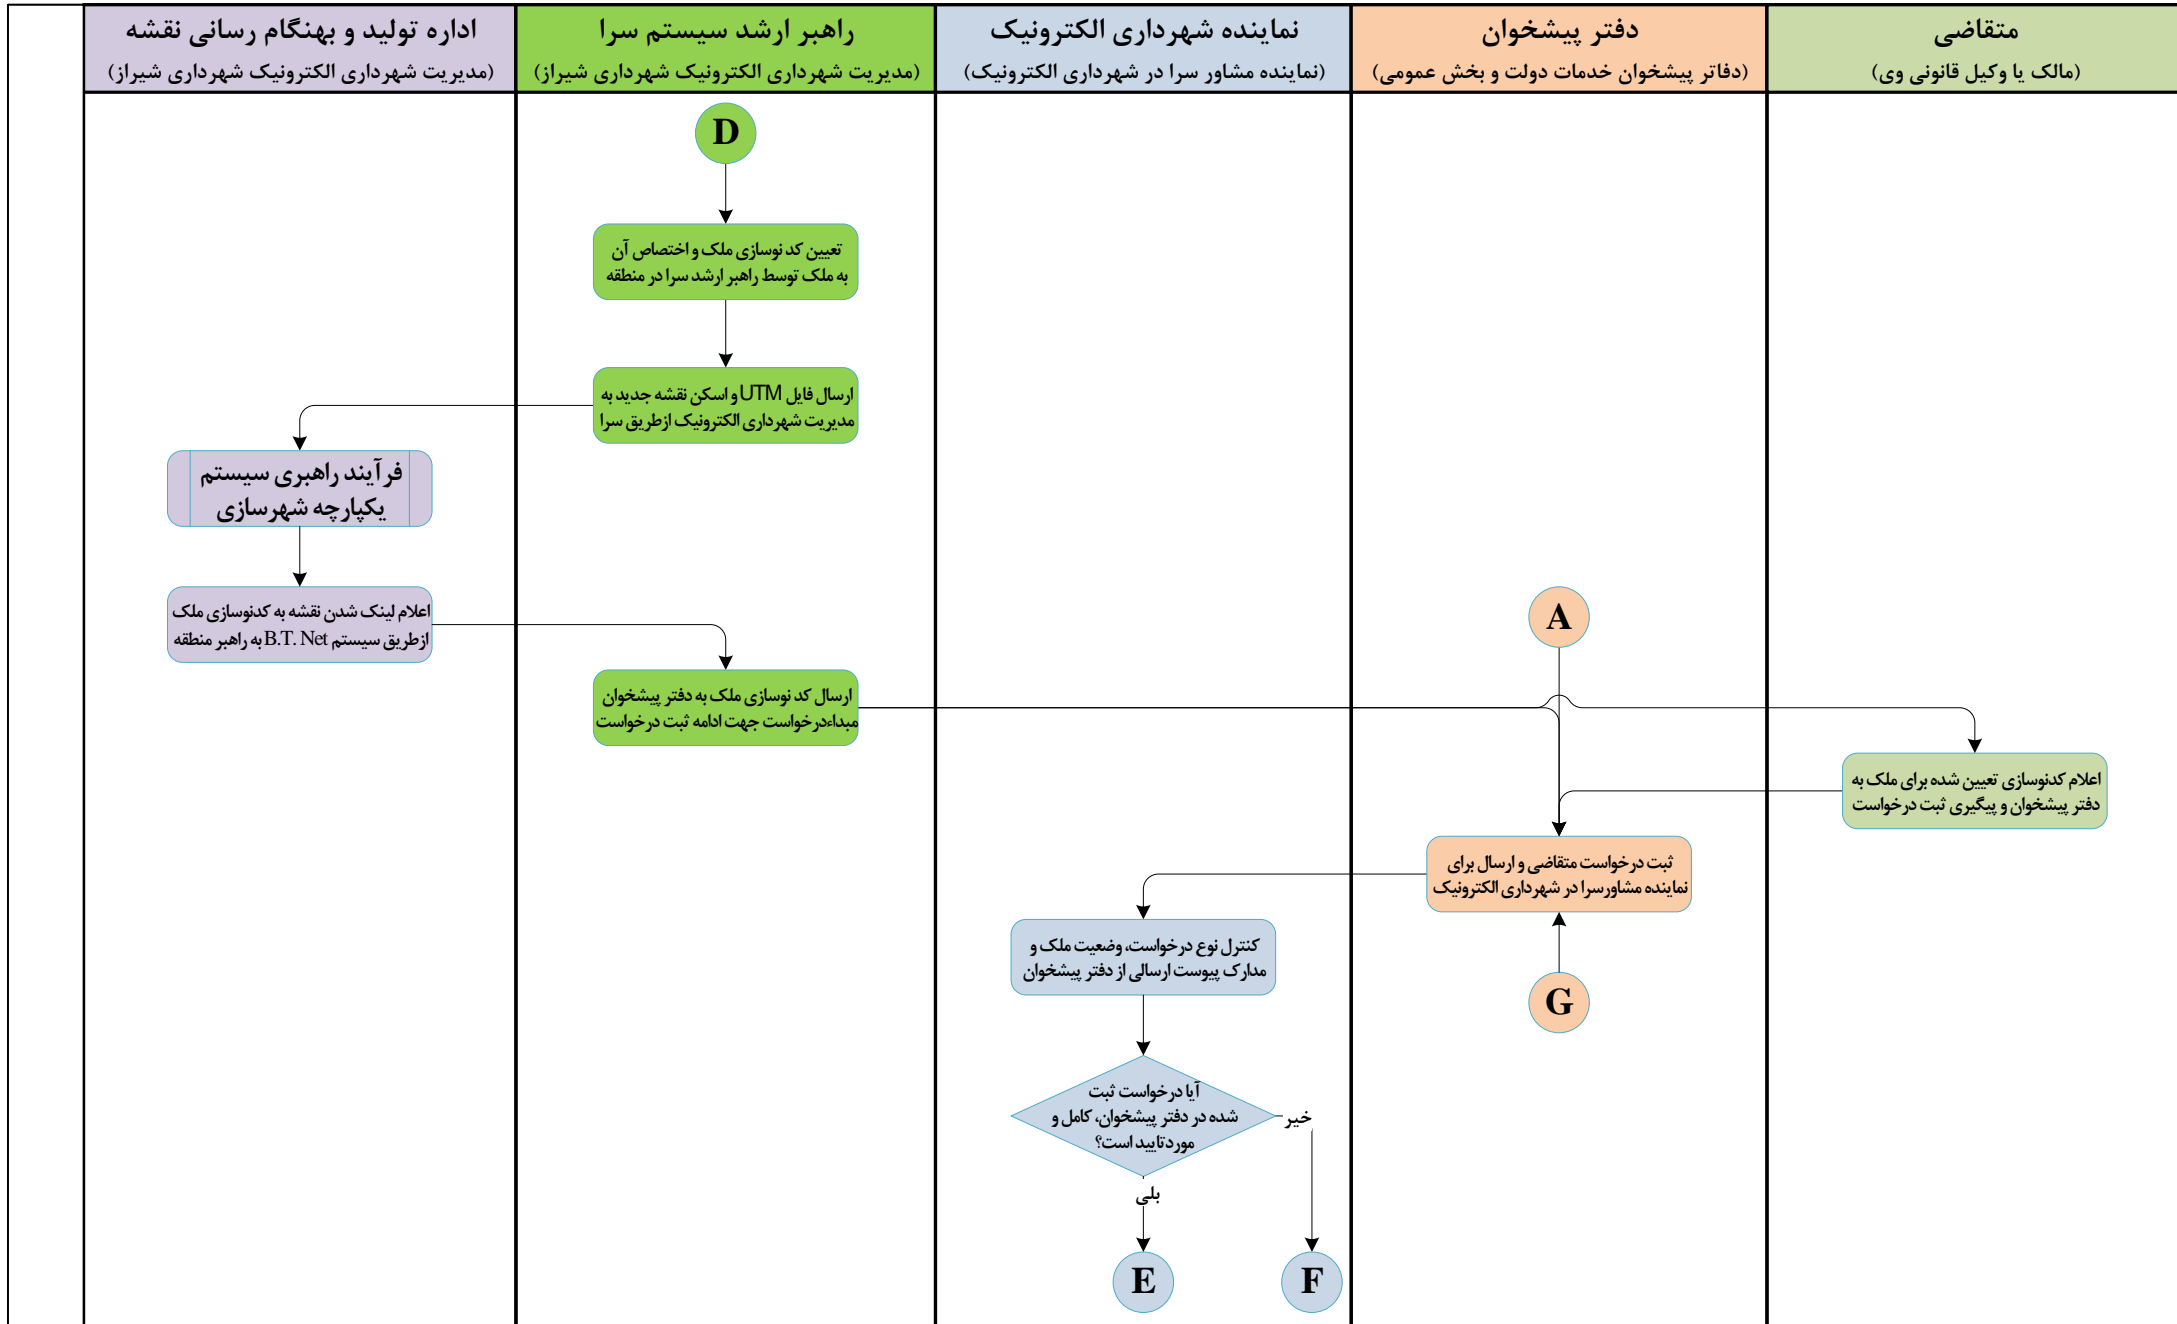 متقاضی
(مالک یا وکیل قانونی وی)
دفتر پیشخوان
(دفاتر پیشخوان خدمات دولت و بخش عمومی)
نماینده شهرداری الکترونیک
(نماینده مشاور سرا در شهرداری الکترونیک)
راهبر ارشد سیستم سرا
(مدیریت شهرداری الکترونیک شهرداری شیراز)
اداره تولید و بهنگام رسانی نقشه
(مدیریت شهرداری الکترونیک شهرداری شیراز)
D
تعیین کد نوسازی ملک و اختصاص آن
به ملک توسط راهبر ارشد سرا در منطقه
ارسال فایل UTM و اسکن نقشه جدید به
مدیریت شهرداری الکترونیک ازطریق سرا
فرآیند راهبری سیستم
یکپارچه شهرسازی
اعلام لینک شدن نقشه به کدنوسازی ملک
ازطریق سیستم B.T. Net به راهبر منطقه
A
ارسال کد نوسازی ملک به دفتر پیشخوان
مبداءدرخواست جهت ادامه ثبت درخواست
اعلام کدنوسازی تعیین شده برای ملک به
دفتر پیشخوان و پیگیری ثبت درخواست
ثبت درخواست متقاضی و ارسال برای
نماینده مشاورسرا در شهرداری الکترونیک
کنترل نوع درخواست، وضعیت ملک و
مدارک پیوست ارسالی از دفتر پیشخوان
G
آیا درخواست ثبت
شده در دفتر پیشخوان، کامل و
موردتایید است؟
خیر
بلی
E
F